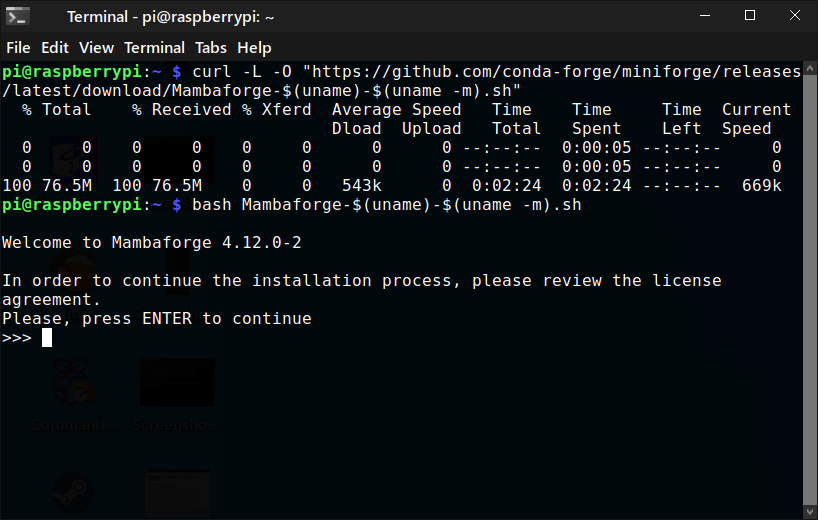 Terminal - pi@raspberrypi: ~
File Edit View Terminal Tabs Help
pi@raspberrypi:~ $ curl -L -O "https://github.com/conda-forge/miniforge/releases
/latest/download/Mambaforge-$(uname)-$(uname -m).sh"
  % Total    % Received % Xferd  Average Speed   Time    Time     Time  Current
                                 Dload  Upload   Total   Spent    Left  Speed
  0     0    0     0    0     0      0      0 --:--:--  0:00:05 --:--:--     0
  0     0    0     0    0     0      0      0 --:--:--  0:00:05 --:--:--     0
100 76.5M  100 76.5M    0     0   543k      0  0:02:24  0:02:24 --:--:--  669k
pi@raspberrypi:~ $ bash Mambaforge-$(uname)-$(uname -m).sh
Welcome to Mambaforge 4.12.0-2
In order to continue the installation process, please review the license
agreement.
Please, press ENTER to continue
>>>
Command...
Screensho...